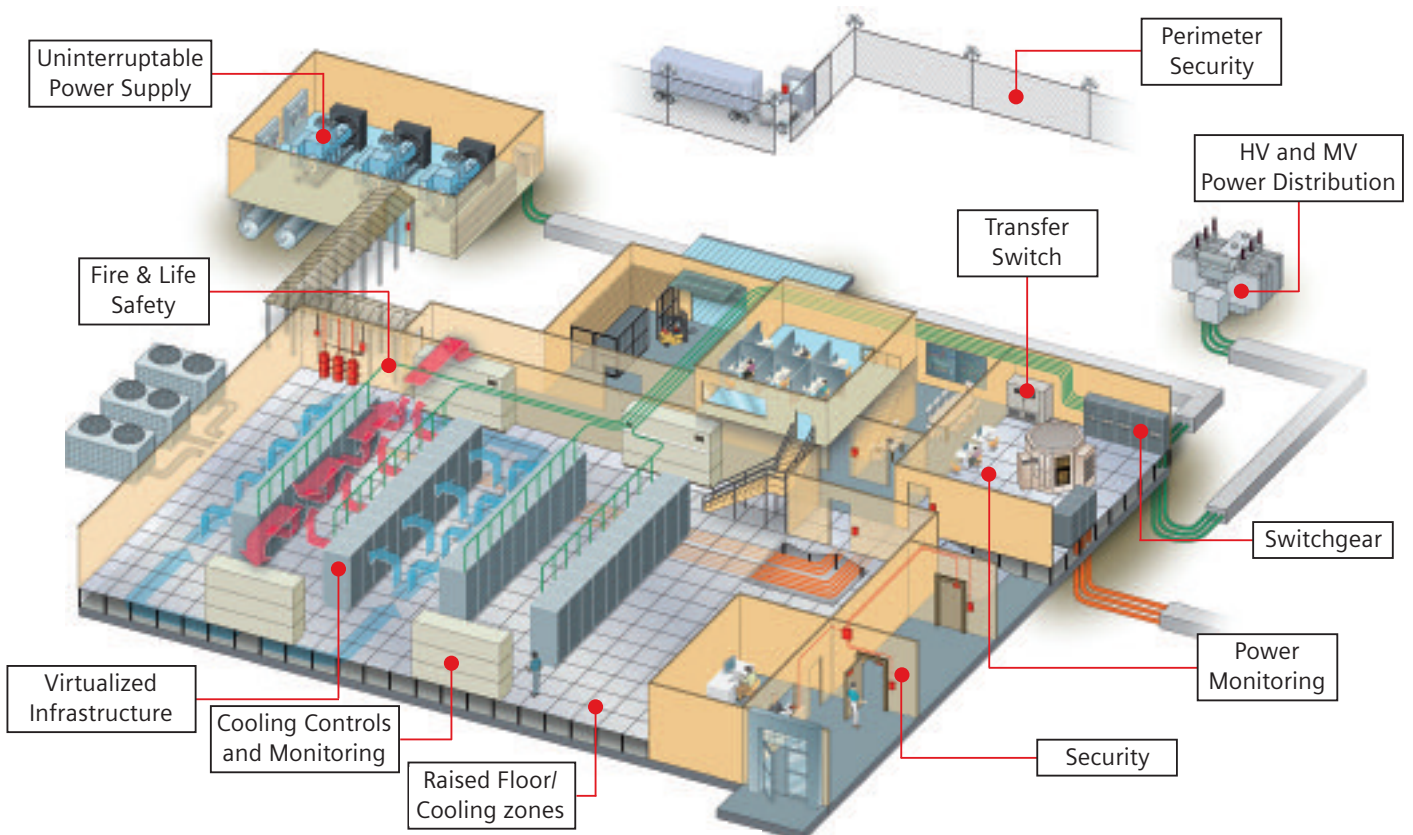 Uninterruptable
Power Supply
Perimeter
Security
HV and MV
Power Distribution
Transfer
Switch
Fire & Life
Safety
Switchgear
Power
Monitoring
Virtualized
Infrastructure
Cooling Controls
and Monitoring
Security
Raised Floor/
Cooling zones